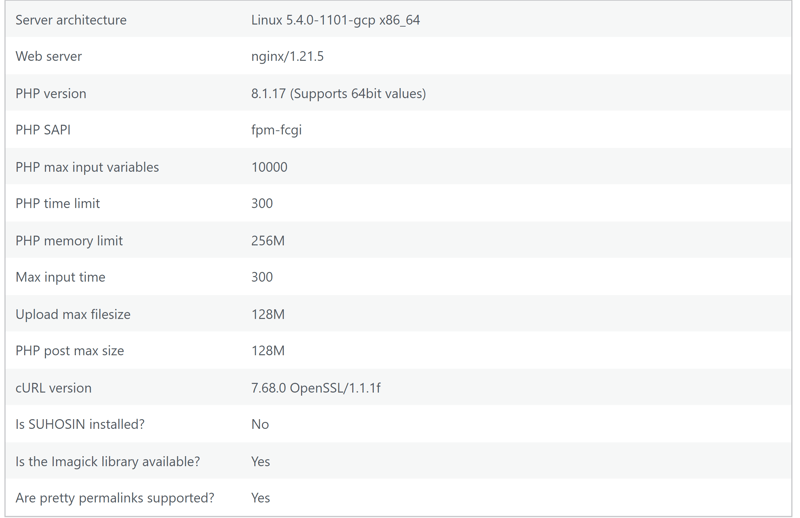 Server architecture Linux 5.4.0-1101-gcp x86_64
Web server nginx/1.21.5
PHP version 8.1.17 (Supports 64bit values)
PHP SAPI fpm-fcgi
PHP max input variables 10000
PHP time limit 300
PHP memory limit 256M
Max input time 300
Upload max filesize 128M
PHP post max size 128M
cURL version 7.68.0 OpenSSL/1.1.1f
Is SUHOSIN installed? No
Is the Imagick library available? Yes
Are pretty permalinks supported? Yes